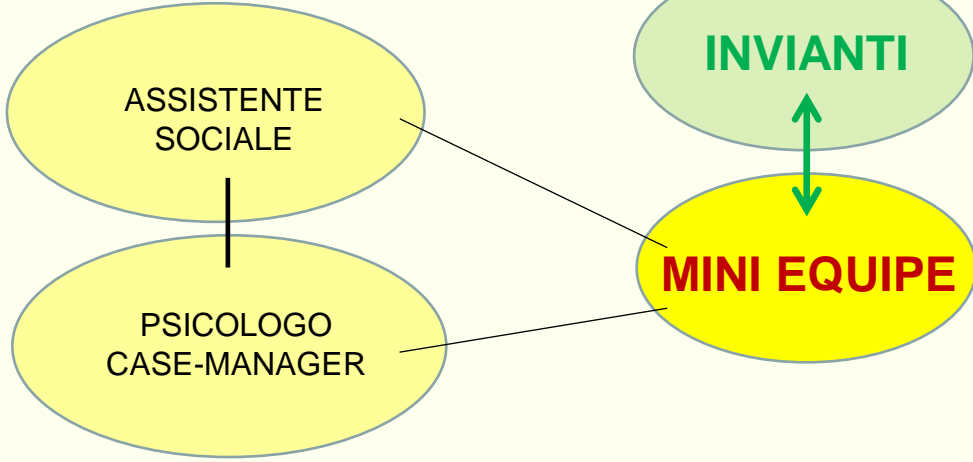 ASSISTENTE
SOCIALE
PSICOLOGO
CASE-MANAGER
INVIANTI
MINI EQUIPE